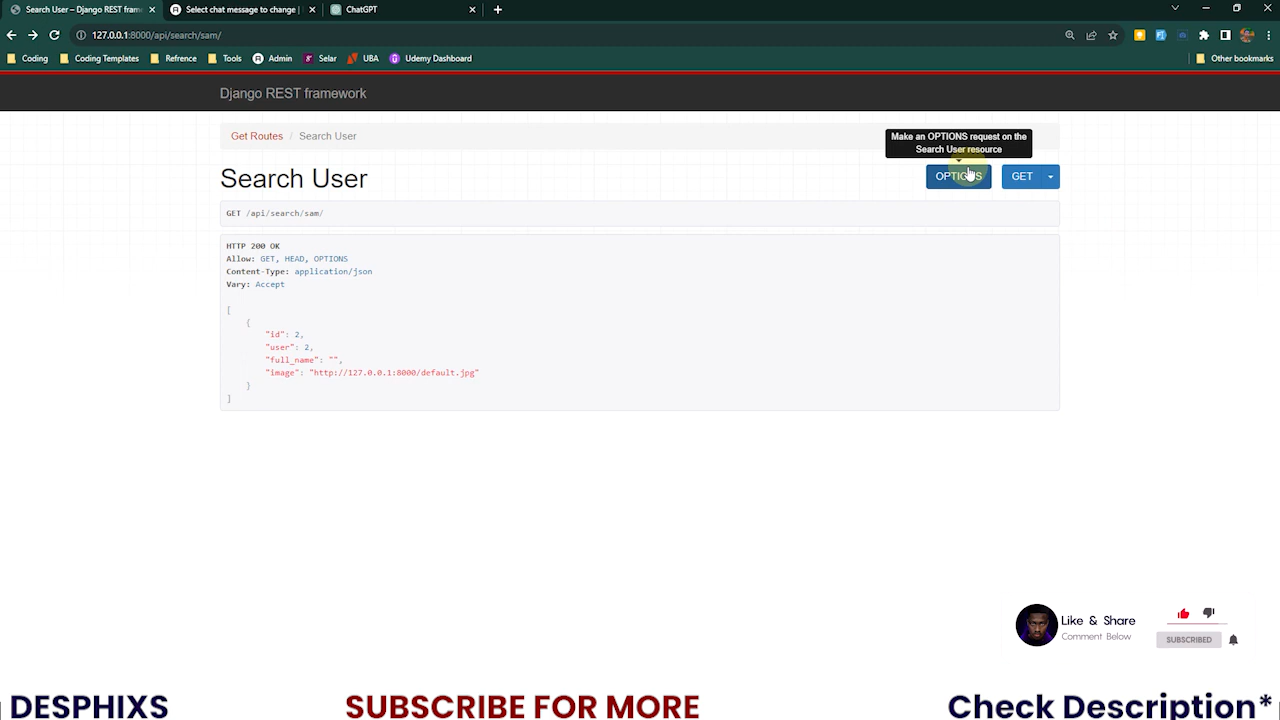 Search User – Django REST fram
Select chat message to change |
ChatGPT
127.0.0.1:8000/api/search/sam/
Coding
Coding Templates
Refrence
Tools
Admin
Selar
UBA
Udemy Dashboard
Other bookmarks
Django REST framework
Get Routes / Search User
Make an OPTIONS request on the
Search User resource
Search User
OPTIONS
GET
GET /api/search/sam/
HTTP 200 OK
Allow: GET, HEAD, OPTIONS
Content-Type: application/json
Vary: Accept
[
{
"id": 2,
"user": 2,
"full_name": "",
"image": "http://127.0.0.1:8000/default.jpg"
}
]
Like & Share
Comment Below
SUBSCRIBED
DESPHIXS
SUBSCRIBE FOR MORE
Check Description*